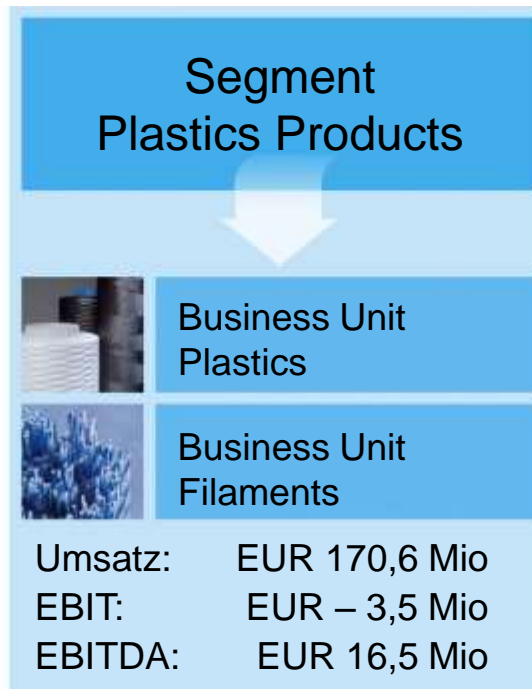 Segment
Plastics Products
Business Unit
Plastics
Business Unit
Filaments
Umsatz: EUR 170,6 Mio
EBIT: EUR – 3,5 Mio
EBITDA: EUR 16,5 Mio